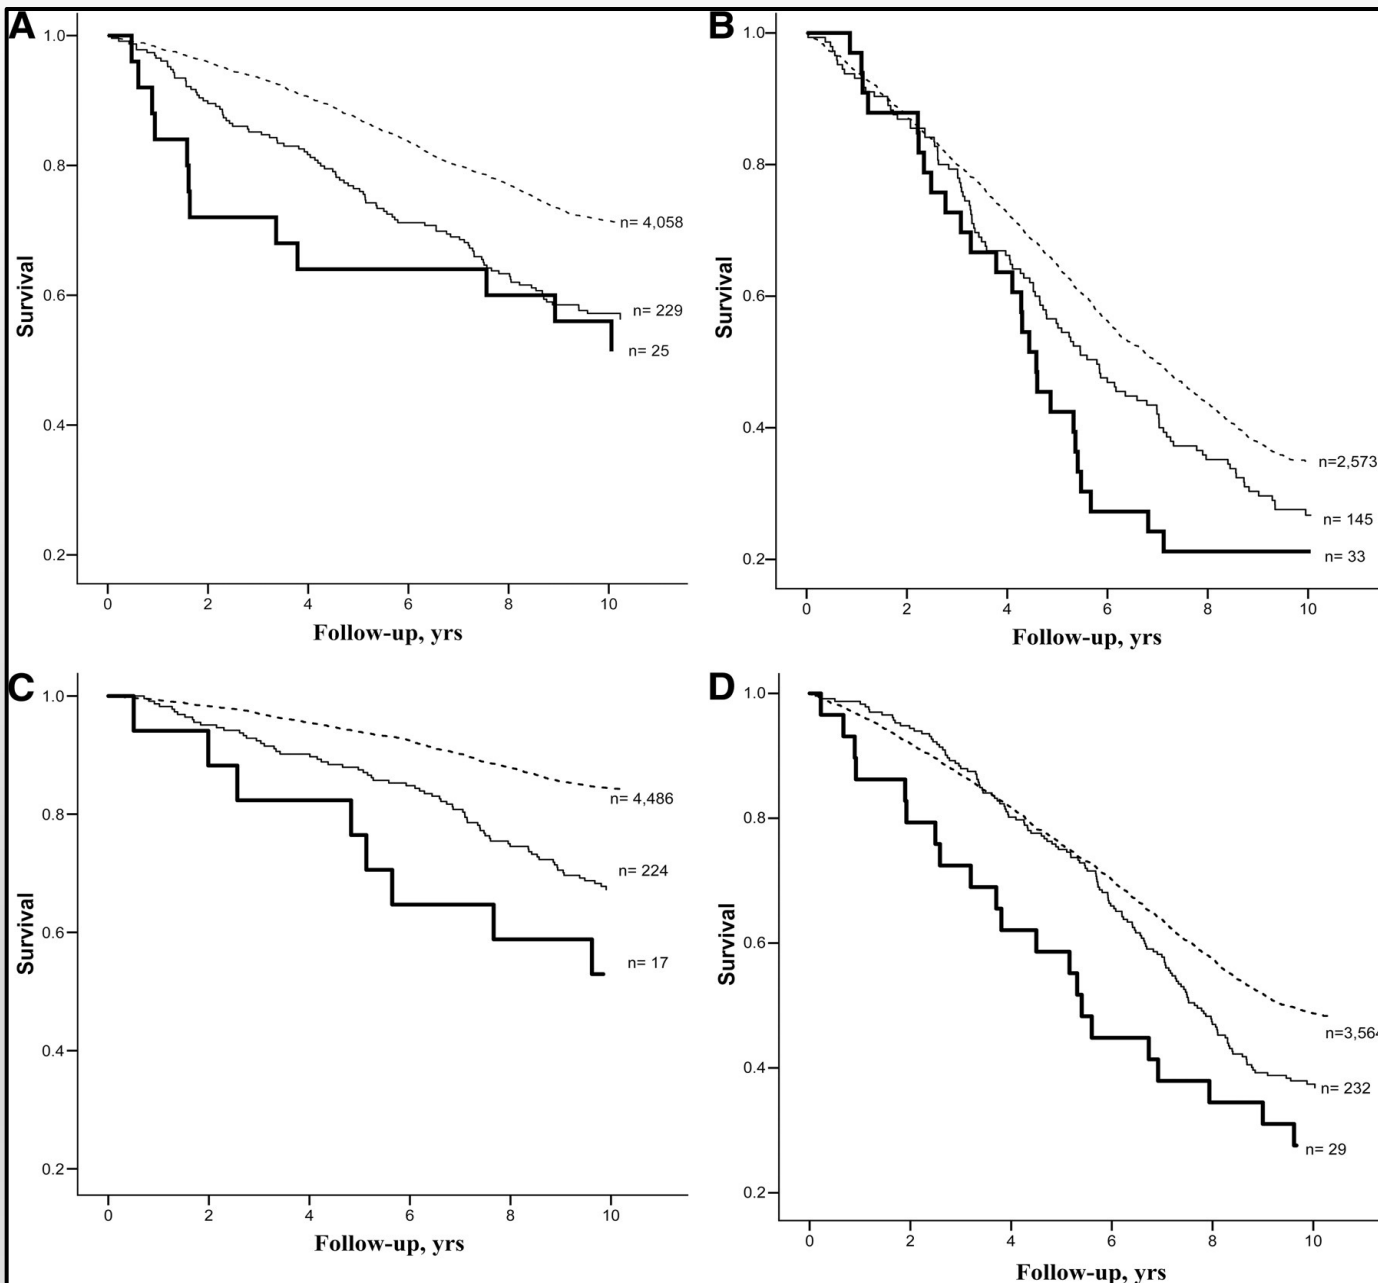 A
1.0
0.8
0.6
0.4
0.2
Survival
n= 4,058
n= 229
n= 25
0 2 4 6 8 10
Follow-up, yrs
B
1.0
0.8
0.6
0.4
0.2
Survival
n=2,573
n= 145
n= 33
0 2 4 6 8 10
Follow-up, yrs
C
1.0
0.8
0.6
0.4
0.2
Survival
n= 4,486
n= 224
n= 17
0 2 4 6 8 10
Follow-up, yrs
D
1.0
0.8
0.6
0.4
0.2
Survival
n=3,564
n= 232
n= 29
0 2 4 6 8 10
Follow-up, yrs